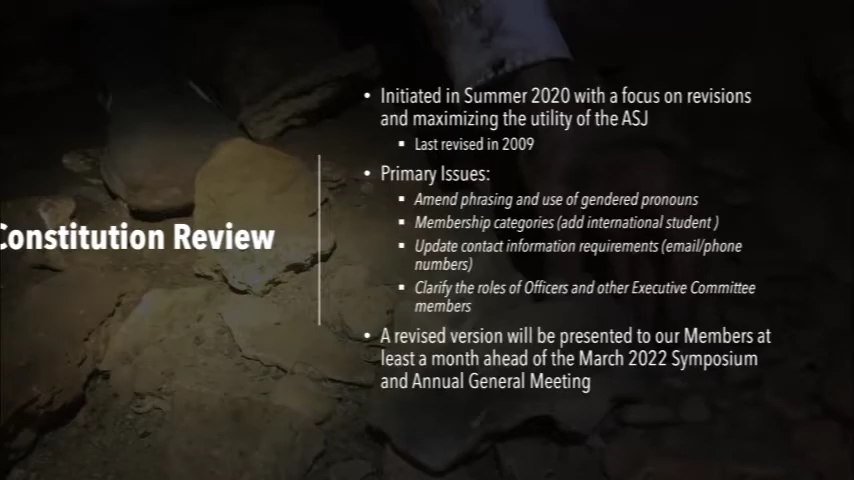 Constitution Review
• Initiated in Summer 2020 with a focus on revisions
and maximizing the utility of the ASJ
▪ Last revised in 2009
• Primary Issues:
▪ Amend phrasing and use of gendered pronouns
▪ Membership categories (add international student )
▪ Update contact information requirements (email/phone
numbers)
▪ Clarify the roles of Officers and other Executive Committee
members
• A revised version will be presented to our Members at
least a month ahead of the March 2022 Symposium
and Annual General Meeting